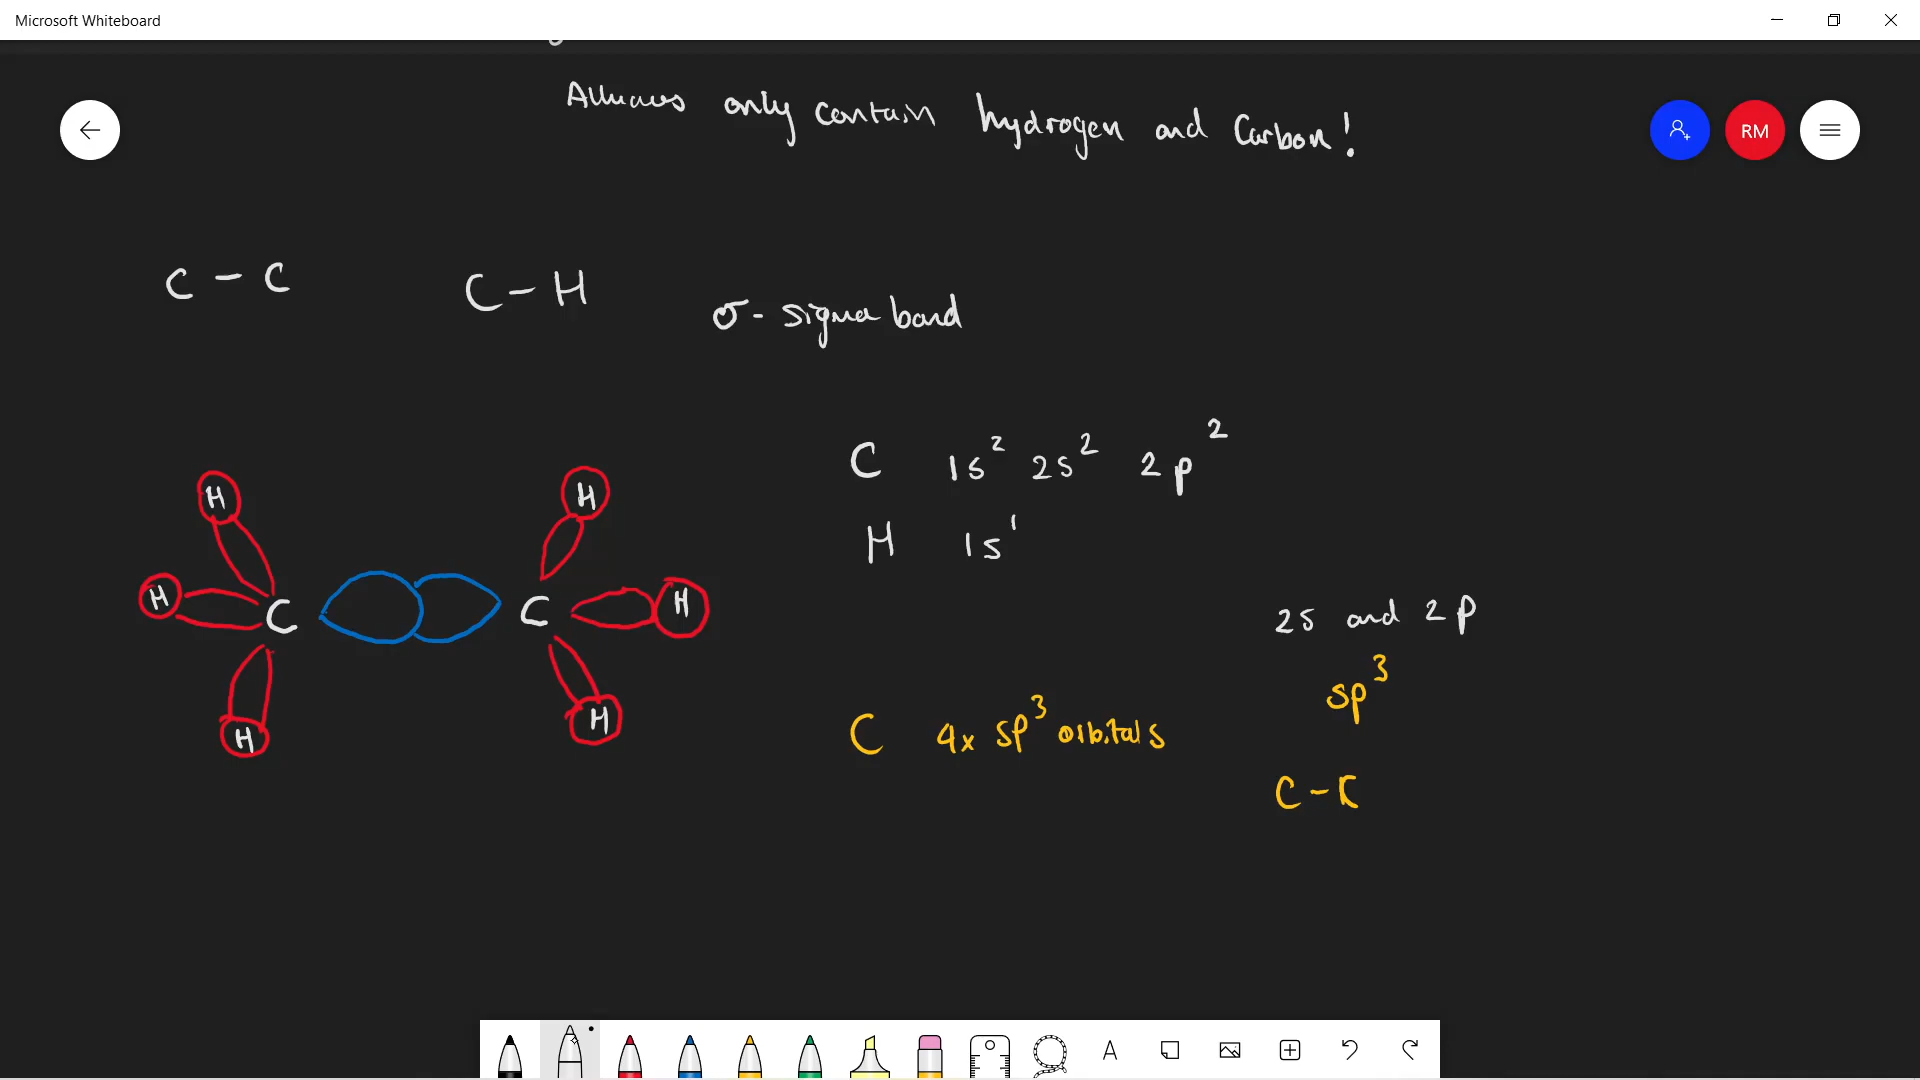 Microsoft Whiteboard
Alkanes only contain hydrogen and Carbon!
RM
C - C
C - H
σ - sigma bond
C 1s² 2s² 2p²
H 1s¹
H
H
H
C
C
H
H
H
2s and 2p
sp³
C 4x sp³ orbitals
C - C
A